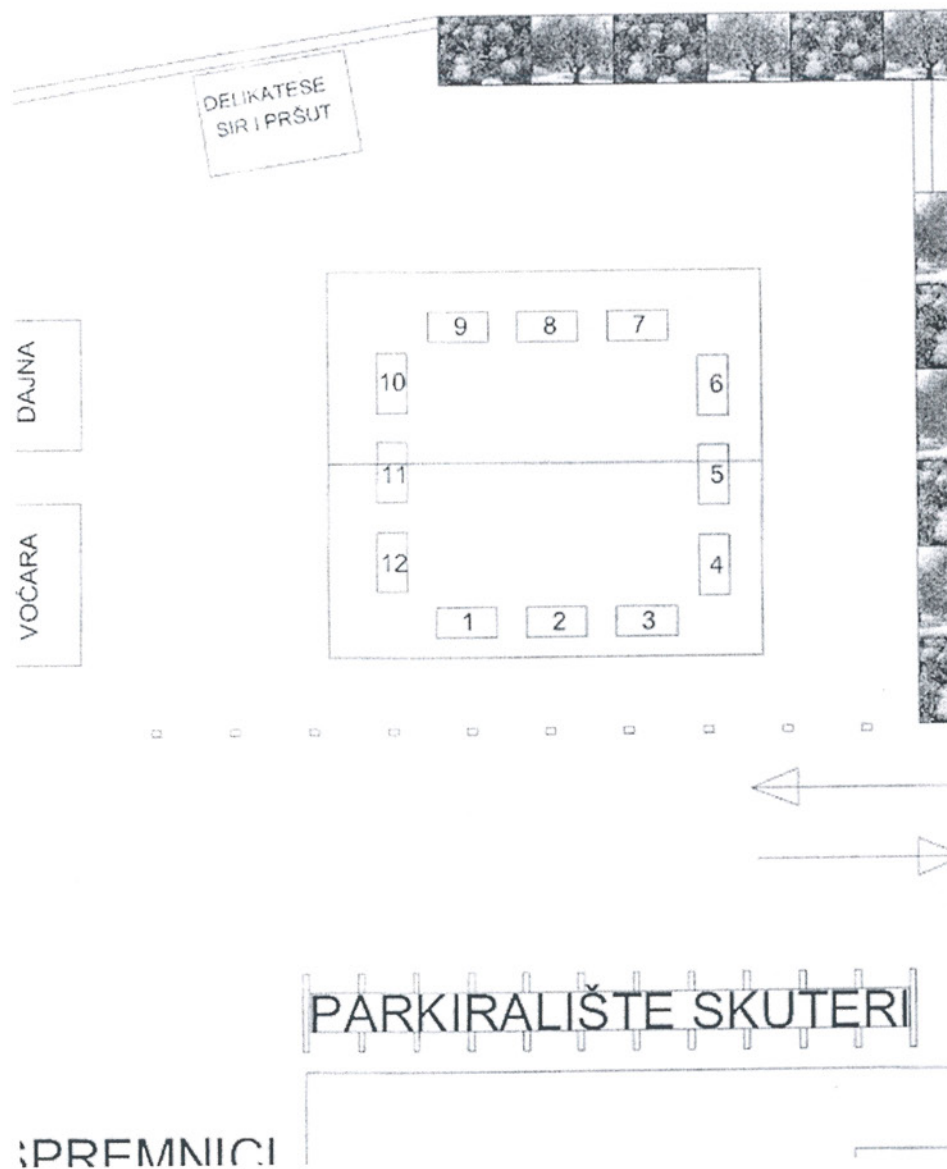 DELIKATESE
SIR I PRŠUT
9 8 7
DAJNA
10
6
11
5
12
4
VOĆARA
1 2 3
PARKIRALIŠTE SKUTERI
SPREMNICI